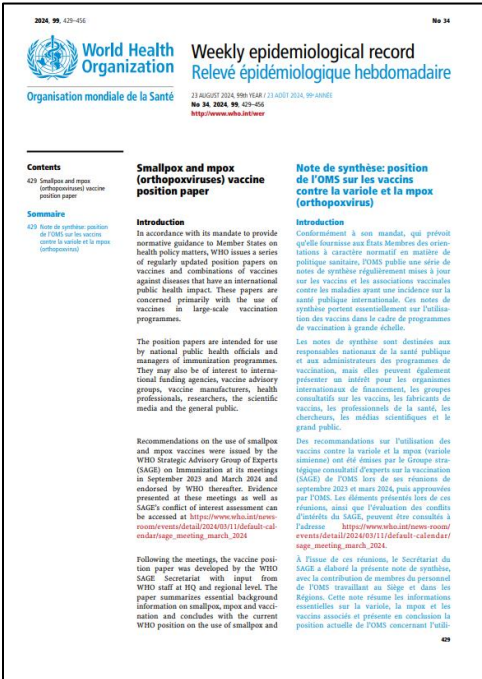 2024, 99, 429–456
No 34
World Health
Organization
Organisation mondiale de la Santé
Weekly epidemiological record
Relevé épidémiologique hebdomadaire
23 AUGUST 2024, 99th YEAR / 23 AOÛT 2024, 99e ANNÉE
No 34, 2024, 99, 429–456
http://www.who.int/wer
Contents
429 Smallpox and mpox
(orthopoxviruses) vaccine
position paper
Sommaire
429 Note de synthèse: position
de l'OMS sur les vaccins
contre la variole et la mpox
(orthopoxvirus)
Smallpox and mpox
(orthopoxviruses) vaccine
position paper
Introduction
In accordance with its mandate to provide
normative guidance to Member States on
health policy matters, WHO issues a series
of regularly updated position papers on
vaccines and combinations of vaccines
against diseases that have an international
public health impact. These papers are
concerned primarily with the use of
vaccines in large-scale vaccination
programmes.
The position papers are intended for use
by national public health officials and
managers of immunization programmes.
They may also be of interest to interna-
tional funding agencies, vaccine advisory
groups, vaccine manufacturers, health
professionals, researchers, the scientific
media and the general public.
Recommendations on the use of smallpox
and mpox vaccines were issued by the
WHO Strategic Advisory Group of Experts
(SAGE) on Immunization at its meetings
in September 2023 and March 2024 and
endorsed by WHO thereafter. Evidence
presented at these meetings as well as
SAGE's conflict of interest assessment can
be accessed at https://www.who.int/news-
room/events/detail/2024/03/11/default-cal-
endar/sage_meeting_march_2024
Following the meetings, the vaccine posi-
tion paper was developed by the WHO
SAGE Secretariat with input from
WHO staff at HQ and regional level. The
paper summarizes essential background
information on smallpox, mpox and vacci-
nation and concludes with the current
WHO position on the use of smallpox and
Note de synthèse: position
de l'OMS sur les vaccins
contre la variole et la mpox
(orthopoxvirus)
Introduction
Conformément à son mandat, qui prévoit
qu'elle fournisse aux États Membres des orien-
tations à caractère normatif en matière de
politique sanitaire, l'OMS publie une série de
notes de synthèse régulièrement mises à jour
sur les vaccins et les associations vaccinales
contre les maladies ayant une incidence sur la
santé publique internationale. Ces notes de
synthèse portent essentiellement sur l'utilisa-
tion des vaccins dans le cadre de programmes
de vaccination à grande échelle.
Les notes de synthèse sont destinées aux
responsables nationaux de la santé publique
et aux administrateurs des programmes de
vaccination, mais elles peuvent également
présenter un intérêt pour les organismes
internationaux de financement, les groupes
consultatifs sur les vaccins, les fabricants de
vaccins, les professionnels de la santé, les
chercheurs, les médias scientifiques et le
grand public.
Des recommandations sur l'utilisation des
vaccins contre la variole et la mpox (variole
simienne) ont été émises par le Groupe stra-
tégique consultatif d'experts sur la vaccination
(SAGE) de l'OMS lors de ses réunions de
septembre 2023 et mars 2024, puis approuvées
par l'OMS. Les éléments présentés lors de ces
réunions, ainsi que l'évaluation des conflits
d'intérêts du SAGE, peuvent être consultés à
l'adresse https://www.who.int/news-room/
events/detail/2024/03/11/default-calendar/
sage_meeting_march_2024.
À l'issue de ces réunions, le Secrétariat du
SAGE a élaboré la présente note de synthèse,
avec la contribution de membres du personnel
de l'OMS travaillant au Siège et dans les
Régions. Cette note résume les informations
essentielles sur la variole, la mpox et les
vaccins associés et présente en conclusion la
position actuelle de l'OMS concernant l'utili-
429